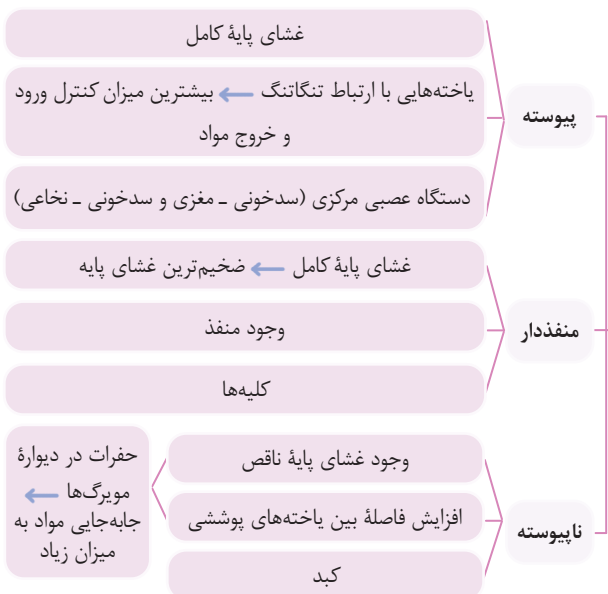 پیوسته
غشای پایهٔ کامل
یاخته‌هایی با ارتباط تنگاتنگ ← بیشترین میزان کنترل ورود
و خروج مواد
دستگاه عصبی مرکزی (سدخونی ـ مغزی و سدخونی ـ نخاعی)
منفذدار
غشای پایهٔ کامل ← ضخیم‌ترین غشای پایه
وجود منفذ
کلیه‌ها
ناپیوسته
وجود غشای پایهٔ ناقص
افزایش فاصلهٔ بین یاخته‌های پوششی
کبد
حفرات در دیوارهٔ
مویرگ‌ها ←
جابه‌جایی مواد به
میزان زیاد